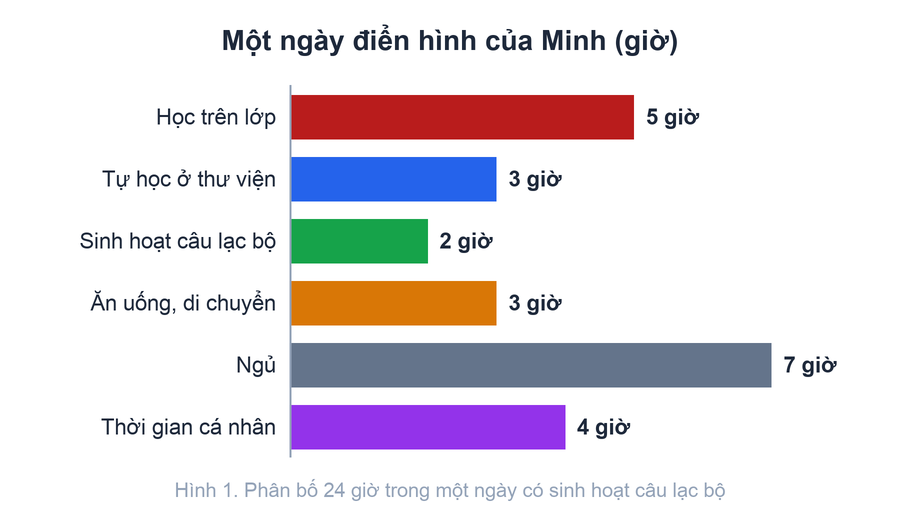 Một ngày điển hình của Minh (giờ)
Học trên lớp 5 giờ
Tự học ở thư viện 3 giờ
Sinh hoạt câu lạc bộ 2 giờ
Ăn uống, di chuyển 3 giờ
Ngủ 7 giờ
Thời gian cá nhân 4 giờ
Hình 1. Phân bố 24 giờ trong một ngày có sinh hoạt câu lạc bộ